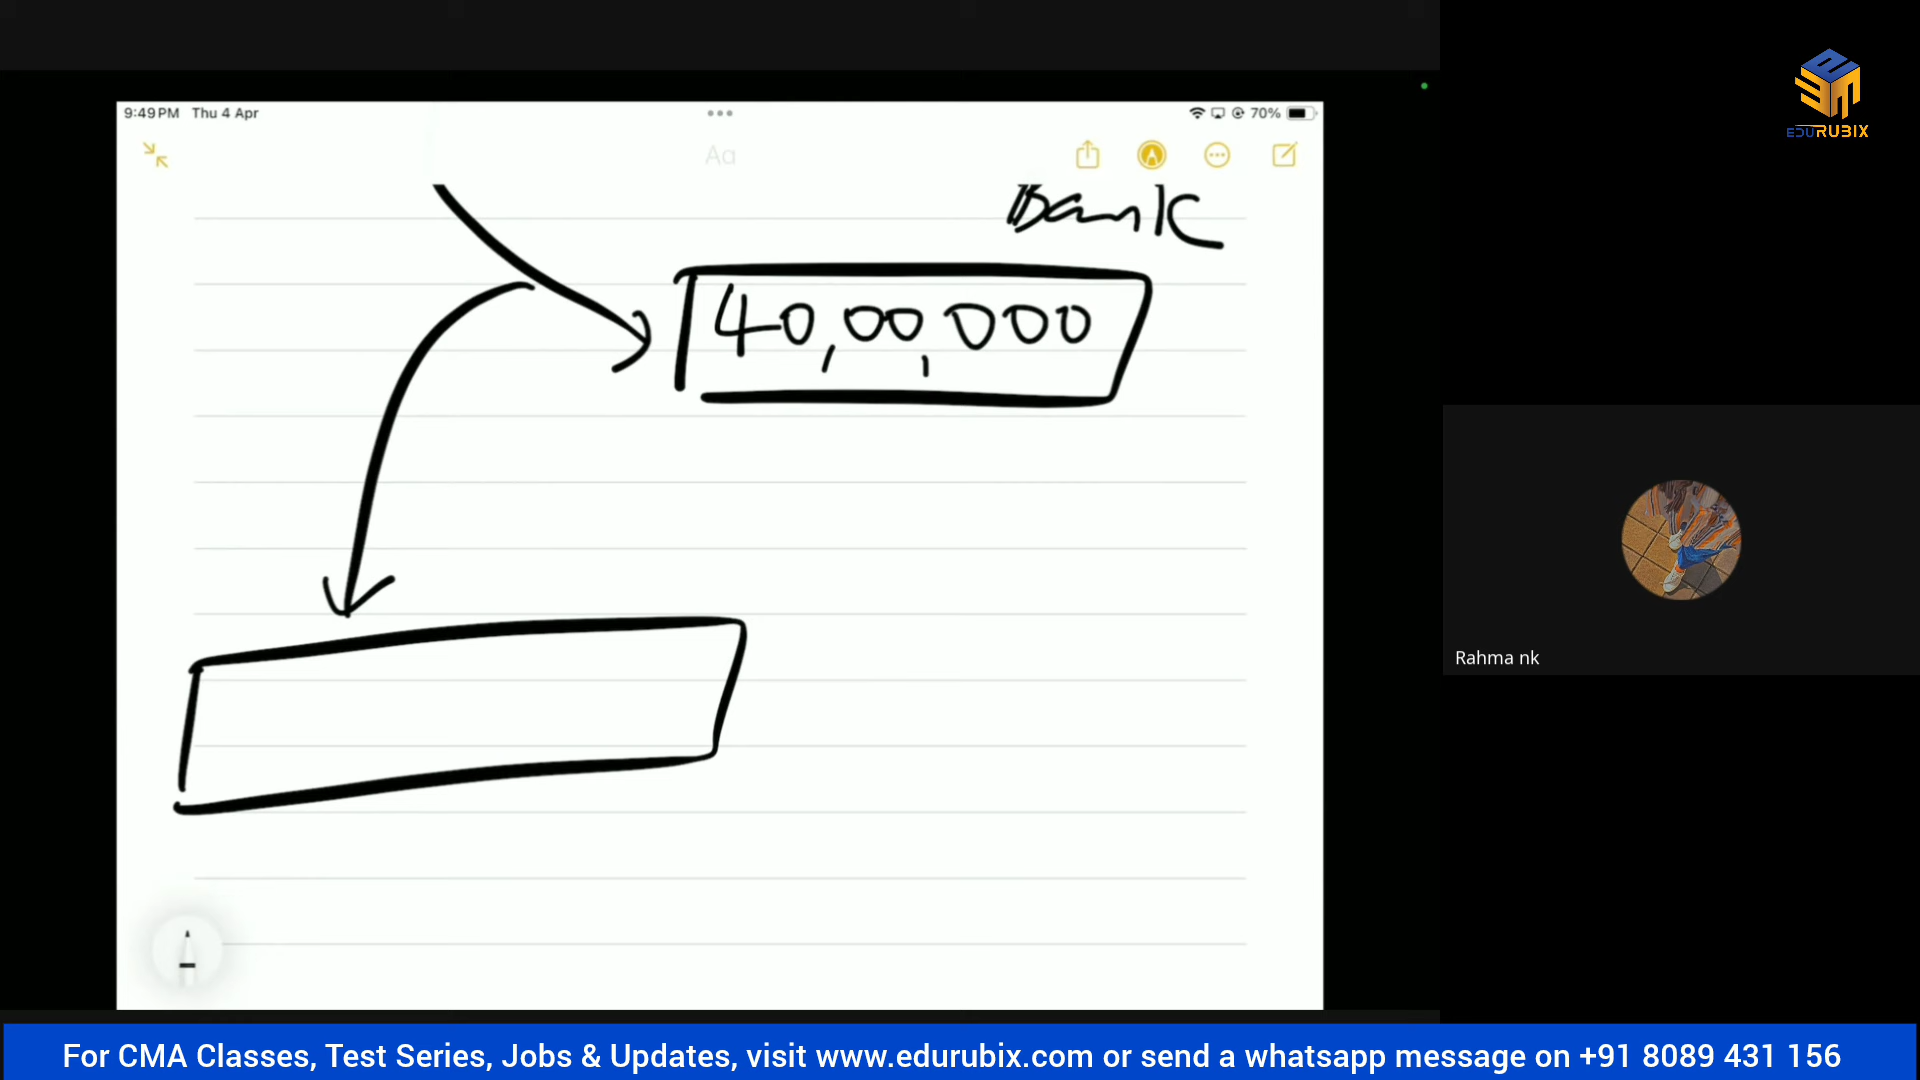 9:49 PM Thu 4 Apr
70%
Aa
Bank
40,00,000
EDURUBIX
Rahma nk
For CMA Classes, Test Series, Jobs & Updates, visit www.edurubix.com or send a whatsapp message on +91 8089 431 156